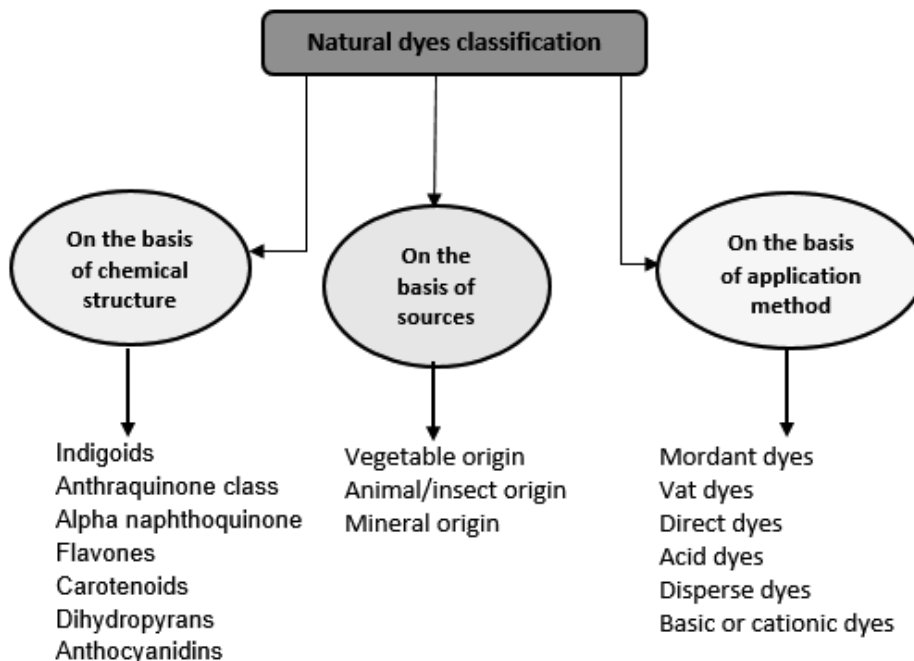 Natural dyes classification
On the basis
of chemical
structure
On the
basis of
sources
On the basis
of application
method
Indigoids
Anthraquinone class
Alpha naphthoquinone
Flavones
Carotenoids
Dihydropyrans
Anthocyanidins
Vegetable origin
Animal/insect origin
Mineral origin
Mordant dyes
Vat dyes
Direct dyes
Acid dyes
Disperse dyes
Basic or cationic dyes